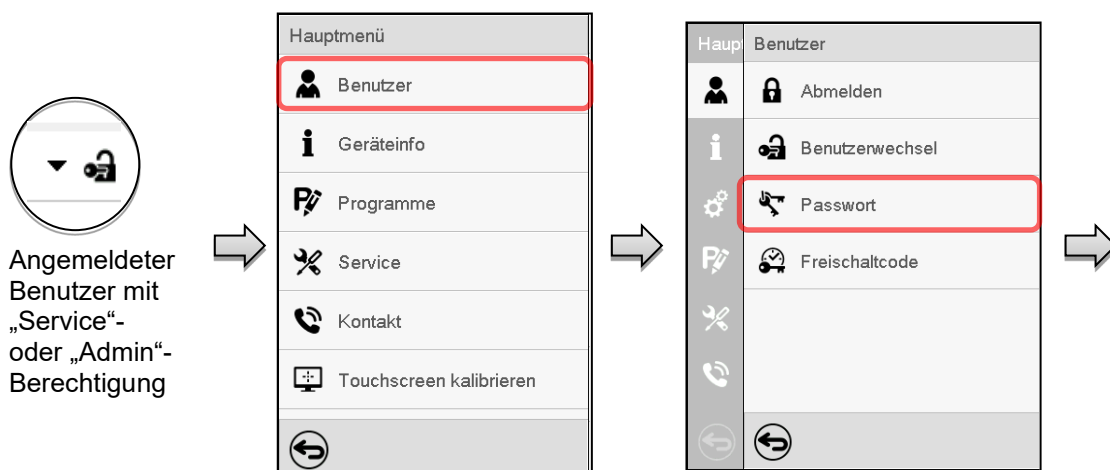 Angemeldeter
Benutzer mit
„Service“-
oder „Admin“-
Berechtigung
Hauptmenü
Benutzer
Geräteinfo
Programme
Service
Kontakt
Touchscreen kalibrieren
Haup
Benutzer
Abmelden
Benutzerwechsel
Passwort
Freischaltcode